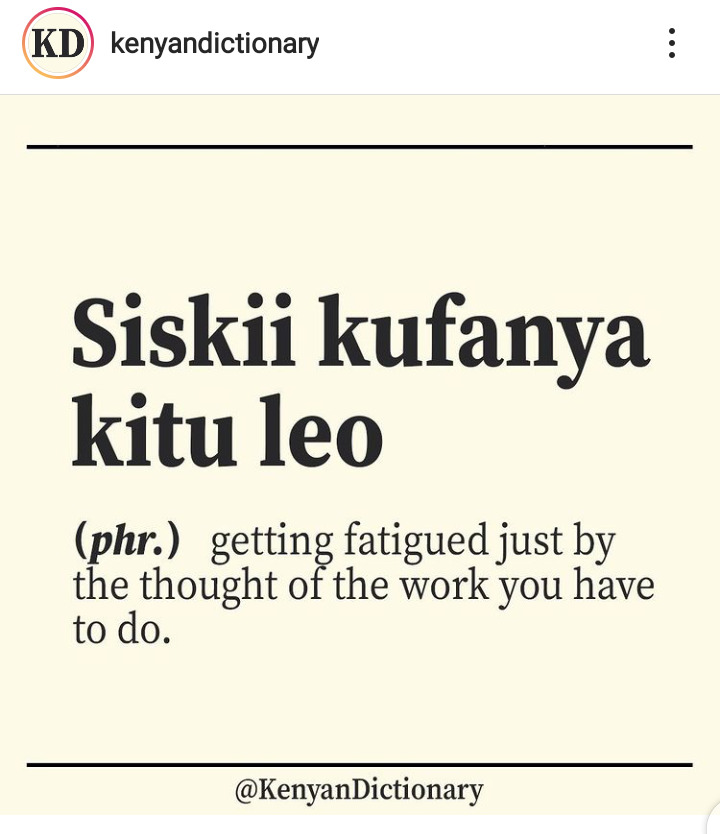 KD kenyandictionary
Siskii kufanya
kitu leo
(phr.) getting fatigued just by
the thought of the work you have
to do.
@KenyanDictionary